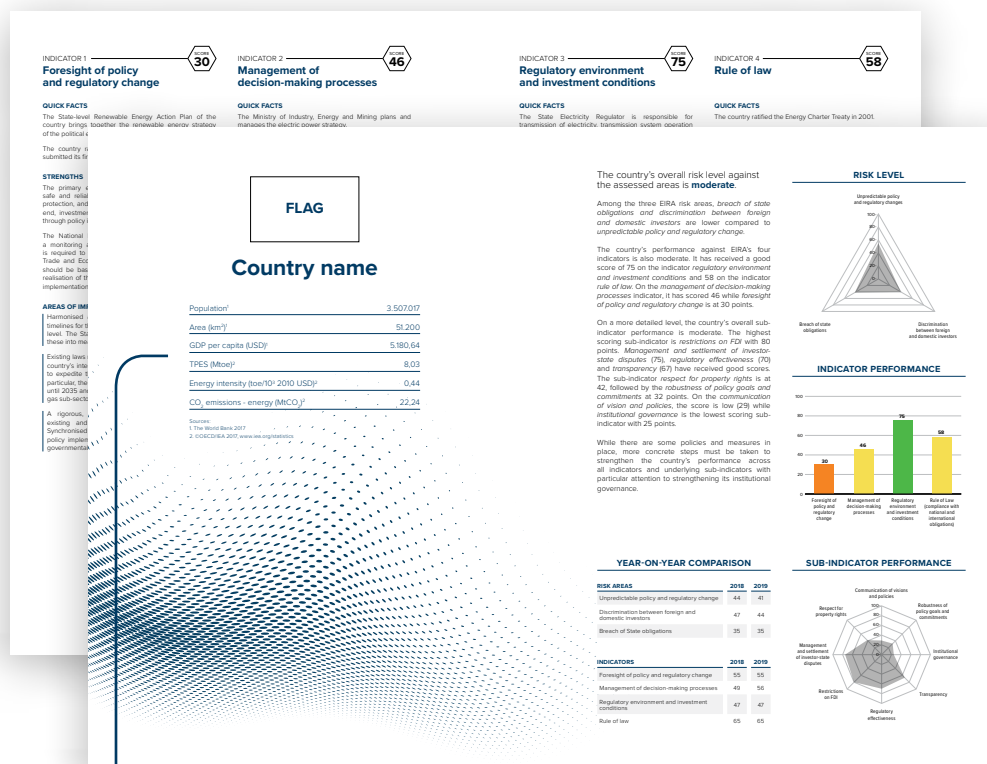 INDICATOR 1
SCORE
30
Foresight of policy
and regulatory change
QUICK FACTS
The State-level Renewable Energy Action Plan of the
country brings together the renewable energy strategy
of the political e
The country ra
submitted its fir
STRENGTHS
The primary e
safe and relia
protection, and
end, investmen
through policy i
The National
a monitoring a
is required to
Trade and Eco
should be bas
realisation of the
implementation
AREAS OF IMP
Harmonised
timelines for th
level. The Sta
these into mea
Existing laws
country's inte
to expedite t
particular, the
until 2035 and
gas sub-secto
A rigorous,
existing and
Synchronised
policy implem
governmental
INDICATOR 2
SCORE
46
Management of
decision-making processes
QUICK FACTS
The Ministry of Industry, Energy and Mining plans and
manages the electric power strategy.
INDICATOR 3
SCORE
75
Regulatory environment
and investment conditions
QUICK FACTS
The State Electricity Regulator is responsible for
transmission of electricity, transmission system operation
INDICATOR 4
SCORE
58
Rule of law
QUICK FACTS
The country ratified the Energy Charter Treaty in 2001.
FLAG
Country name
Population¹ 3.507.017
Area (km²)¹ 51.200
GDP per capita (USD)¹ 5.180,64
TPES (Mtoe)² 8,03
Energy intensity (toe/10³ 2010 USD)² 0,44
CO₂ emissions - energy (MtCO₂)² 22,24
Sources:
1. The World Bank 2017
2. ©OECD/IEA 2017, www.iea.org/statistics
The country's overall risk level against
the assessed areas is moderate.
Among the three EIRA risk areas, breach of state
obligations and discrimination between foreign
and domestic investors are lower compared to
unpredictable policy and regulatory change.
The country's performance against EIRA's four
indicators is also moderate. It has received a good
score of 75 on the indicator regulatory environment
and investment conditions and 58 on the indicator
rule of law. On the management of decision-making
processes indicator, it has scored 46 while foresight
of policy and regulatory change is at 30 points.
On a more detailed level, the country's overall sub-
indicator performance is moderate. The highest
scoring sub-indicator is restrictions on FDI with 80
points. Management and settlement of investor-
state disputes (75), regulatory effectiveness (70)
and transparency (67) have received good scores.
The sub-indicator respect for property rights is at
42, followed by the robustness of policy goals and
commitments at 32 points. On the communication
of vision and policies, the score is low (29) while
institutional governance is the lowest scoring sub-
indicator with 25 points.
While there are some policies and measures in
place, more concrete steps must be taken to
strengthen the country's performance across
all indicators and underlying sub-indicators with
particular attention to strengthening its institutional
governance.
RISK LEVEL
Unpredictable policy
and regulatory changes
100
80
60
40
20
0
Breach of state
obligations
Discrimination
between foreign
and domestic investors
INDICATOR PERFORMANCE
100
80
60
40
20
0
30
46
75
58
Foresight of
policy and
regulatory
change
Management of
decision-making
processes
Regulatory
environment
and investment
conditions
Rule of Law
(compliance with
national and
international
obligations)
YEAR-ON-YEAR COMPARISON
RISK AREAS 2018 2019
Unpredictable policy and regulatory change 44 41
Discrimination between foreign and
domestic investors 47 44
Breach of State obligations 35 35
INDICATORS 2018 2019
Foresight of policy and regulatory change 55 55
Management of decision-making processes 49 56
Regulatory environment and investment
conditions 47 47
Rule of law 65 65
SUB-INDICATOR PERFORMANCE
Communication of visions
and policies
Robustness of
policy goals and
commitments
Institutional
governance
Transparency
Regulatory
effectiveness
Restrictions
on FDI
Management
and settlement
of investor-state
disputes
Respect for
property rights
100
80
60
40
20
0